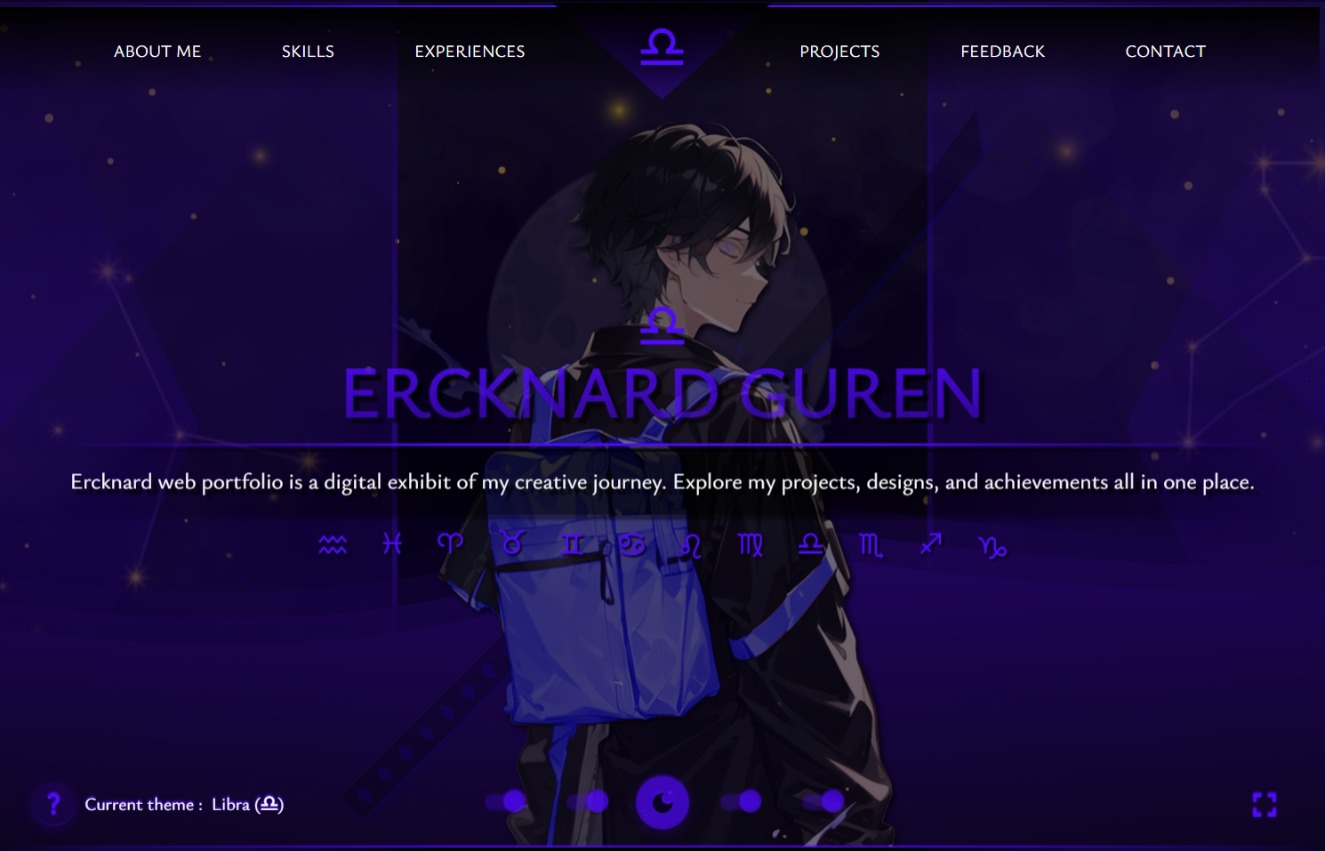 ABOUT ME
SKILLS
EXPERIENCES
♎
PROJECTS
FEEDBACK
CONTACT
♎
ERCKNARD GUREN
Ercknard web portfolio is a digital exhibit of my creative journey. Explore my projects, designs, and achievements all in one place.
♒ ♓ ♈ ♉ ♊ ♋ ♌ ♍ ♎ ♏ ♐ ♑
? Current theme : Libra (♎)